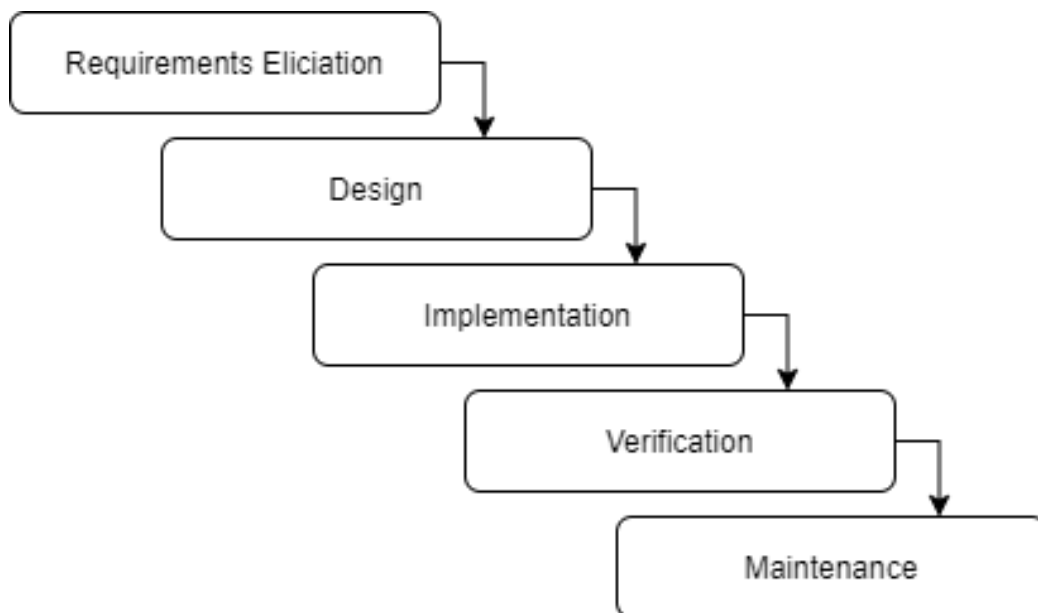 Requirements Eliciation
Design
Implementation
Verification
Maintenance